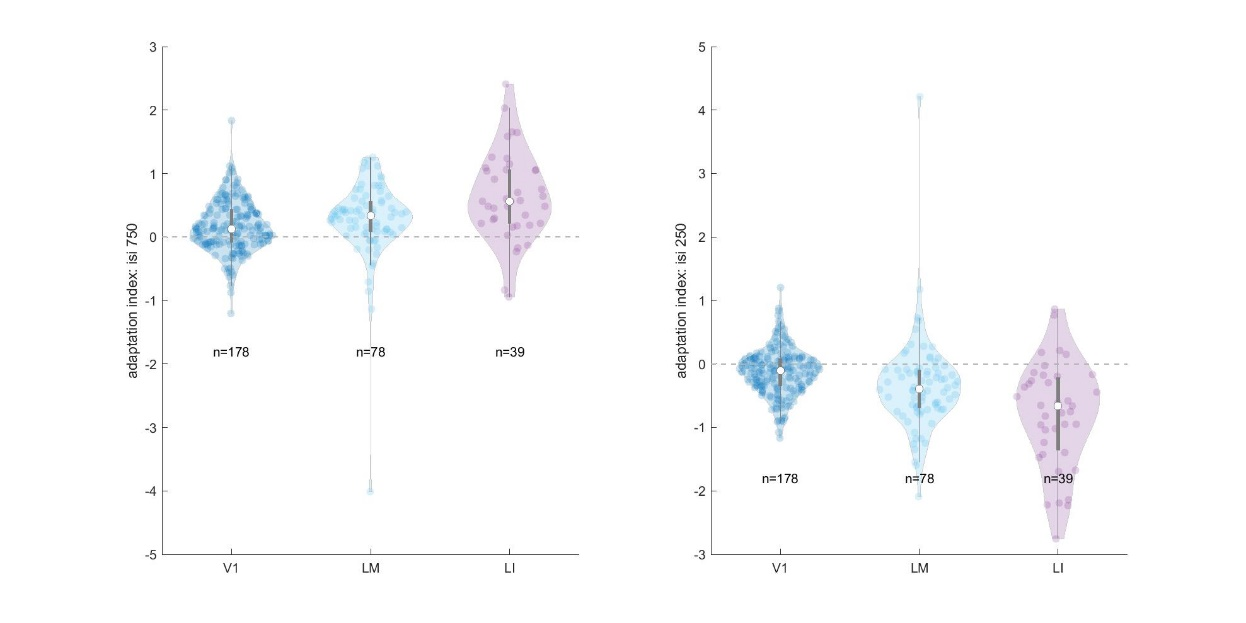 adaptation index: isi 750
3
2
1
0
-1
-2
-3
-4
-5
n=178
n=78
n=39
V1
LM
LI
adaptation index: isi 250
5
4
3
2
1
0
-1
-2
-3
n=178
n=78
n=39
V1
LM
LI